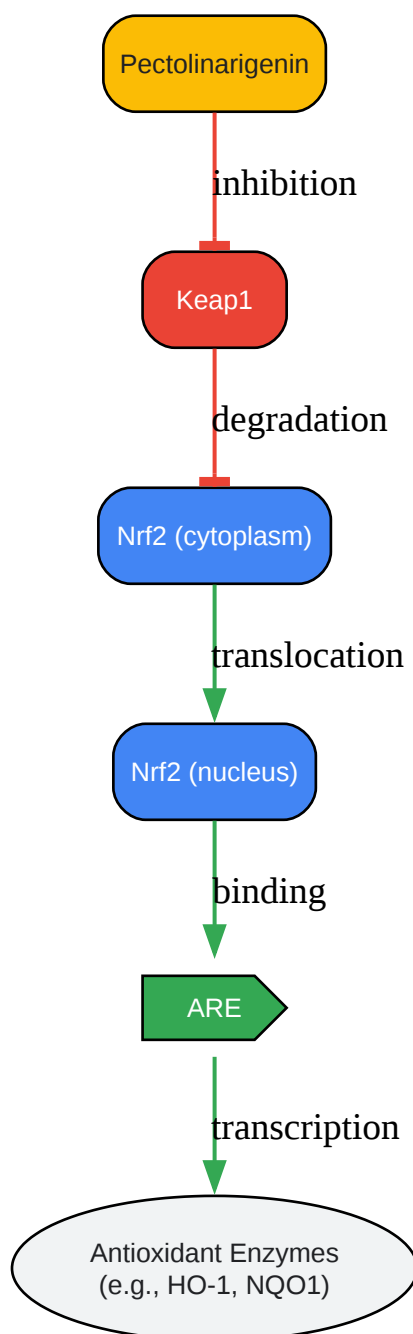 Pectolinarigenin
inhibition
Keap1
degradation
Nrf2 (cytoplasm)
translocation
Nrf2 (nucleus)
binding
ARE
transcription
Antioxidant Enzymes
(e.g., HO-1, NQO1)